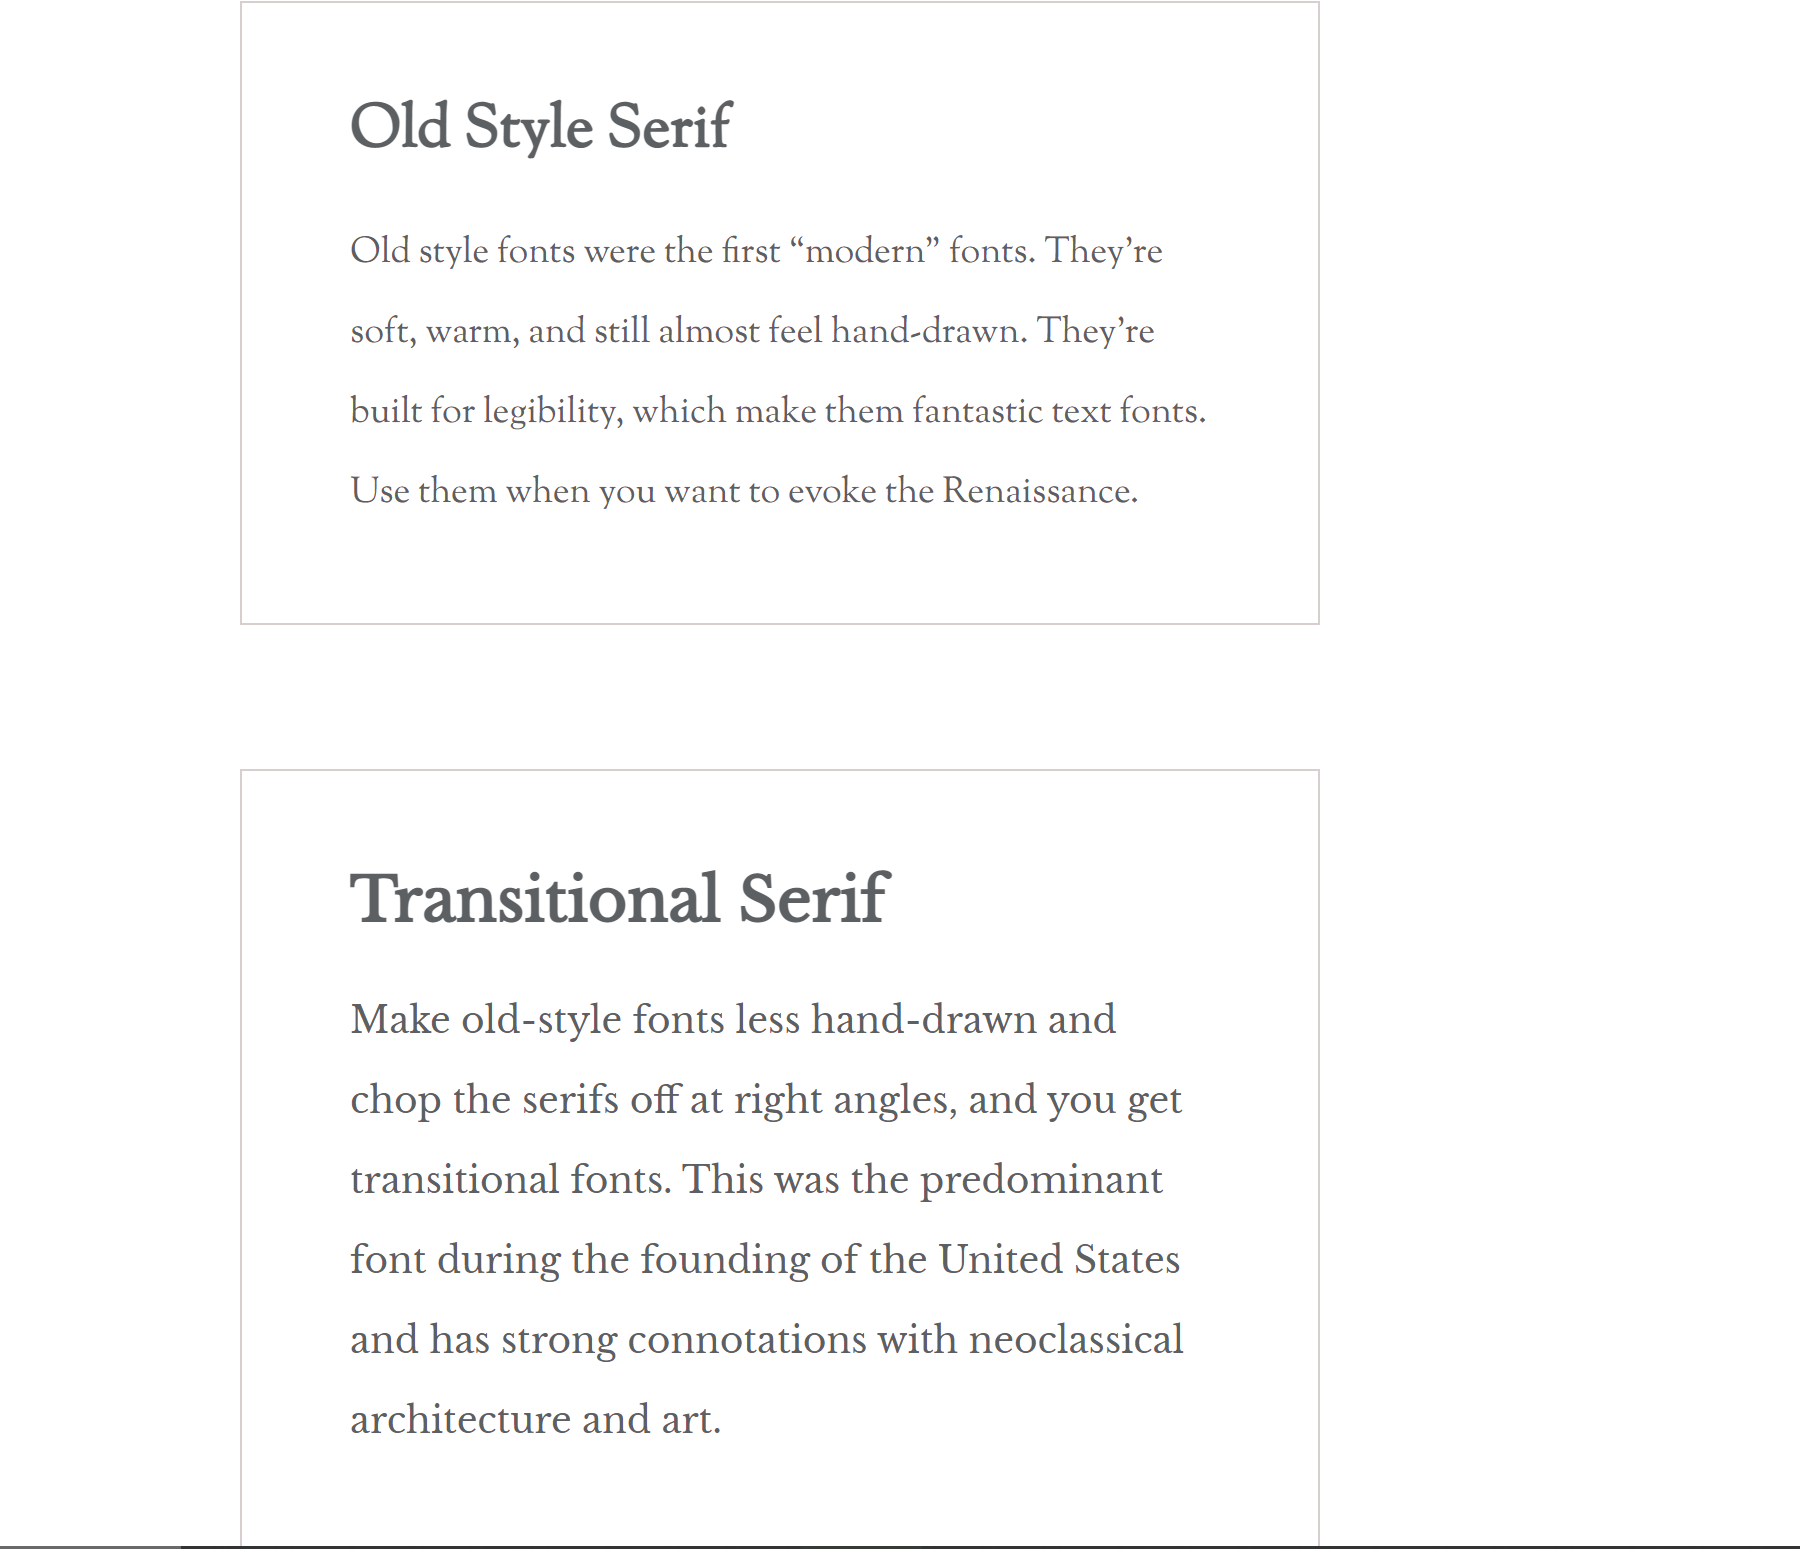 Old Style Serif
Old style fonts were the first “modern” fonts. They’re
soft, warm, and still almost feel hand-drawn. They’re
built for legibility, which make them fantastic text fonts.
Use them when you want to evoke the Renaissance.
Transitional Serif
Make old-style fonts less hand-drawn and
chop the serifs off at right angles, and you get
transitional fonts. This was the predominant
font during the founding of the United States
and has strong connotations with neoclassical
architecture and art.